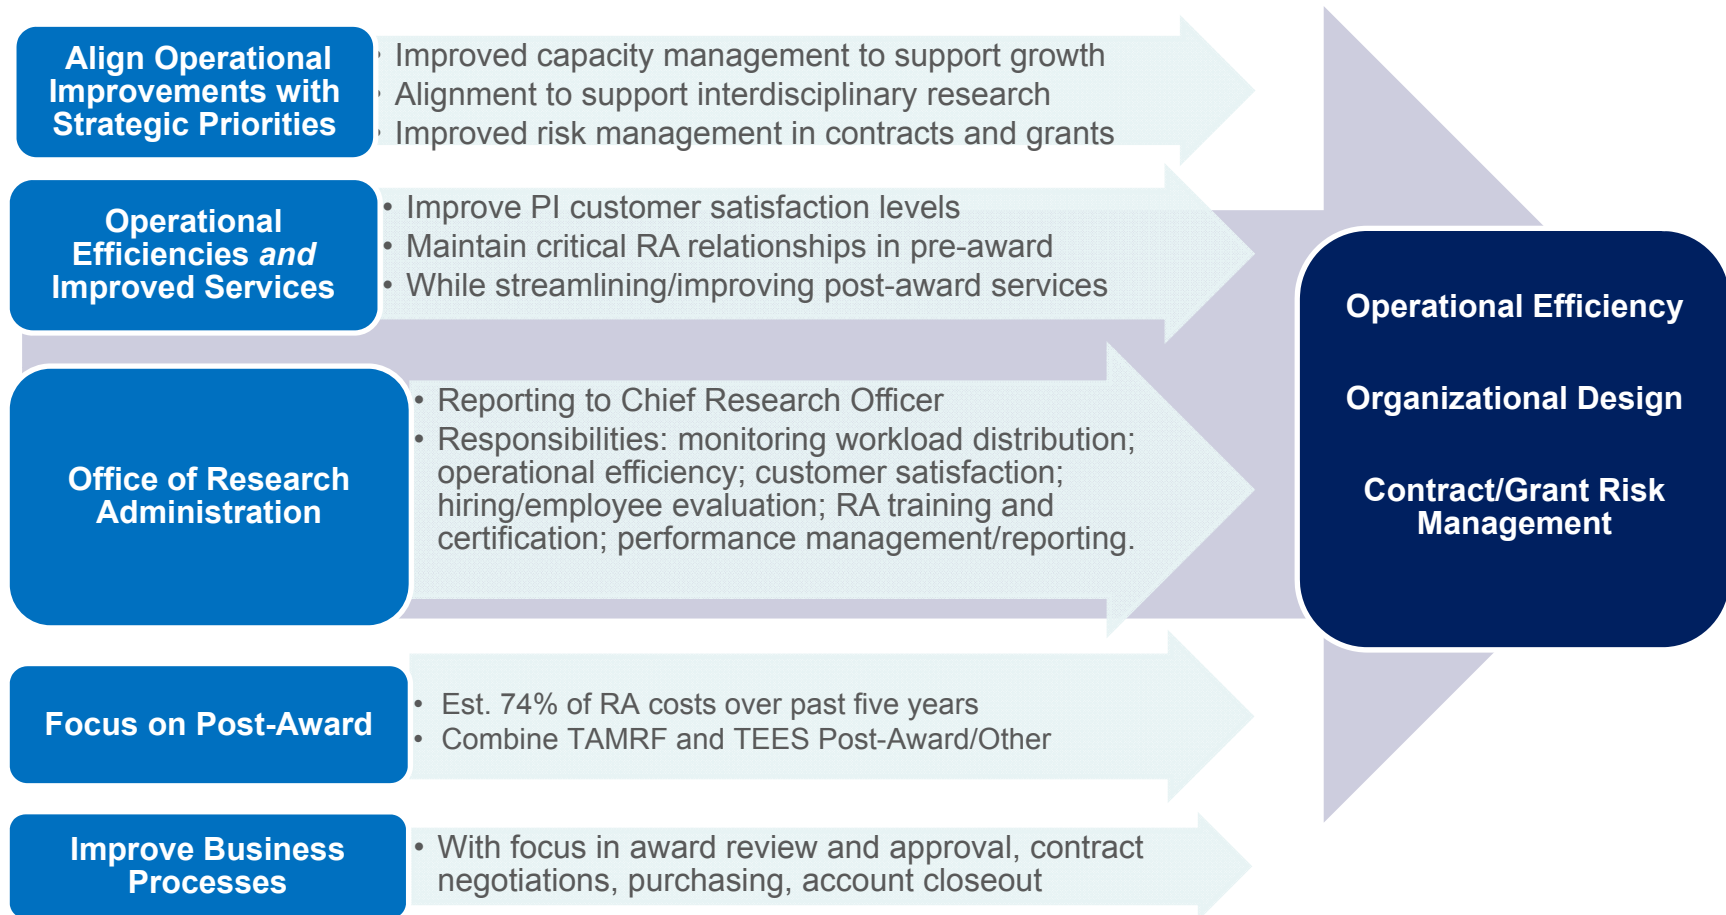 Align Operational
Improvements with
Strategic Priorities
• Improved capacity management to support growth
• Alignment to support interdisciplinary research
• Improved risk management in contracts and grants
Operational
Efficiencies and
Improved Services
• Improve PI customer satisfaction levels
• Maintain critical RA relationships in pre-award
• While streamlining/improving post-award services
Office of Research
Administration
• Reporting to Chief Research Officer
• Responsibilities: monitoring workload distribution;
operational efficiency; customer satisfaction;
hiring/employee evaluation; RA training and
certification; performance management/reporting.
Focus on Post-Award
• Est. 74% of RA costs over past five years
• Combine TAMRF and TEES Post-Award/Other
Improve Business
Processes
• With focus in award review and approval, contract
negotiations, purchasing, account closeout
Operational Efficiency
Organizational Design
Contract/Grant Risk
Management